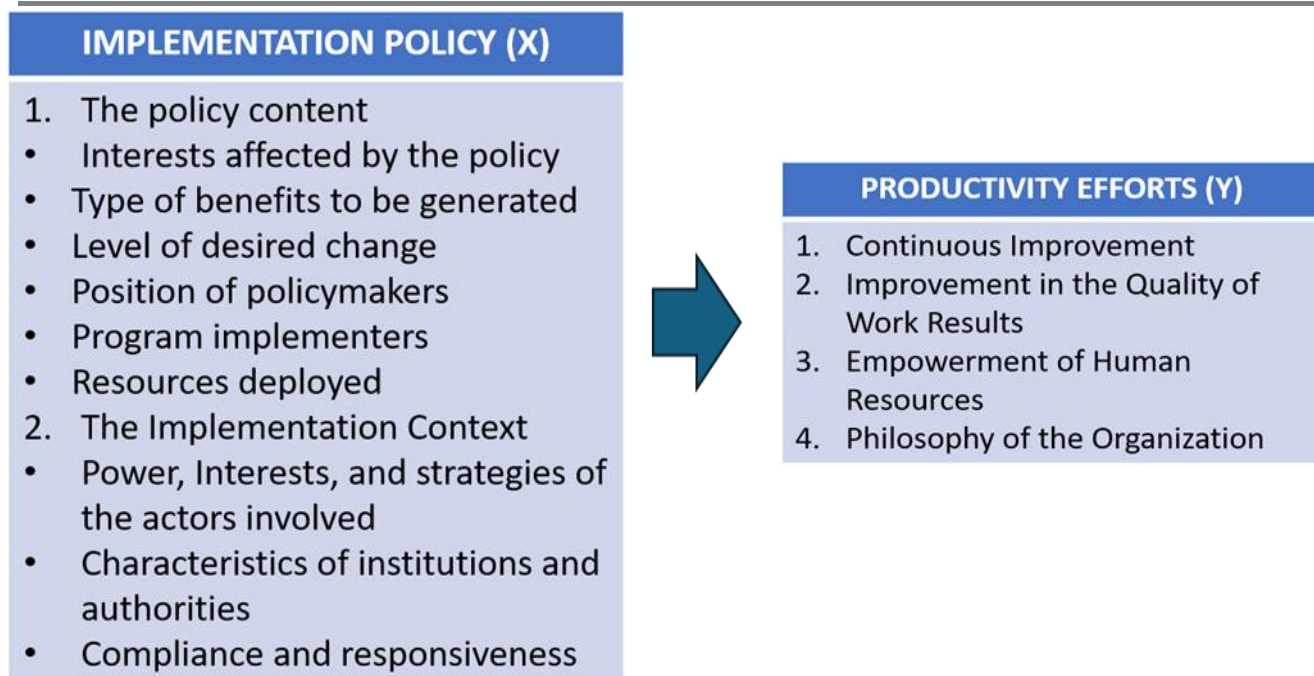 IMPLEMENTATION POLICY (X)
1. The policy content
• Interests affected by the policy
• Type of benefits to be generated
• Level of desired change
• Position of policymakers
• Program implementers
• Resources deployed
2. The Implementation Context
• Power, Interests, and strategies of
the actors involved
• Characteristics of institutions and
authorities
• Compliance and responsiveness
PRODUCTIVITY EFFORTS (Y)
1. Continuous Improvement
2. Improvement in the Quality of
Work Results
3. Empowerment of Human
Resources
4. Philosophy of the Organization